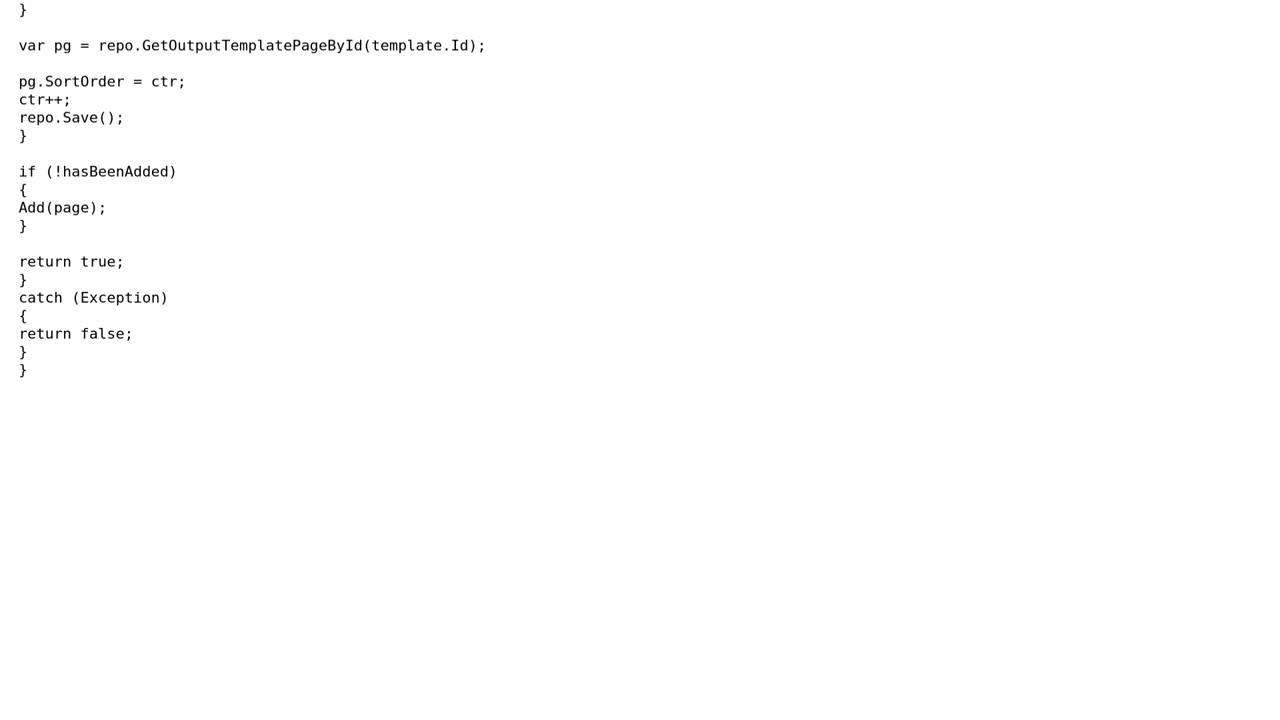 }
var pg = repo.GetOutputTemplatePageById(template.Id);
pg.SortOrder = ctr;
ctr++;
repo.Save();
}
if (!hasBeenAdded)
{
Add(page);
}
return true;
}
catch (Exception)
{
return false;
}
}